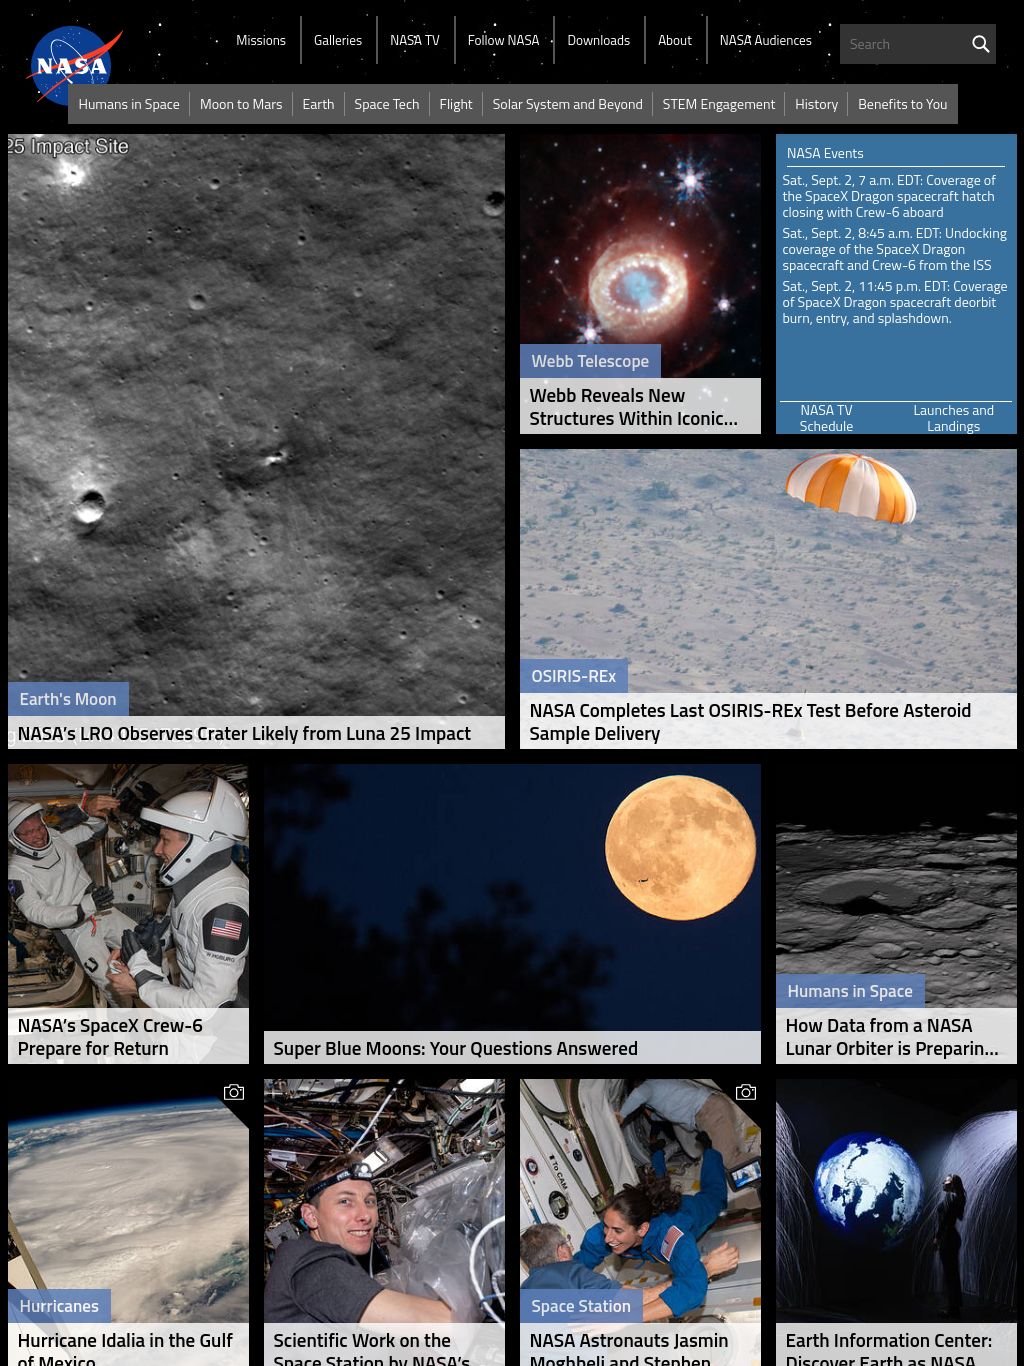 NASA
Missions
Galleries
NASA TV
Follow NASA
Downloads
About
NASA Audiences
Search
Humans in Space
Moon to Mars
Earth
Space Tech
Flight
Solar System and Beyond
STEM Engagement
History
Benefits to You
25 Impact Site
Earth's Moon
NASA’s LRO Observes Crater Likely from Luna 25 Impact
Webb Telescope
Webb Reveals New
Structures Within Iconic...
NASA Events
Sat., Sept. 2, 7 a.m. EDT: Coverage of
the SpaceX Dragon spacecraft hatch
closing with Crew-6 aboard
Sat., Sept. 2, 8:45 a.m. EDT: Undocking
coverage of the SpaceX Dragon
spacecraft and Crew-6 from the ISS
Sat., Sept. 2, 11:45 p.m. EDT: Coverage
of SpaceX Dragon spacecraft deorbit
burn, entry, and splashdown.
NASA TV
Schedule
Launches and
Landings
OSIRIS-REx
NASA Completes Last OSIRIS-REx Test Before Asteroid
Sample Delivery
W. HOBURG
NASA’s SpaceX Crew-6
Prepare for Return
Super Blue Moons: Your Questions Answered
Humans in Space
How Data from a NASA
Lunar Orbiter is Preparin...
Hurricanes
Hurricane Idalia in the Gulf
of Mexico
Scientific Work on the
Space Station by NASA’s
To CAM
Space Station
NASA Astronauts Jasmin
Moghbeli and Stephen
Earth Information Center:
Discover Earth as NASA